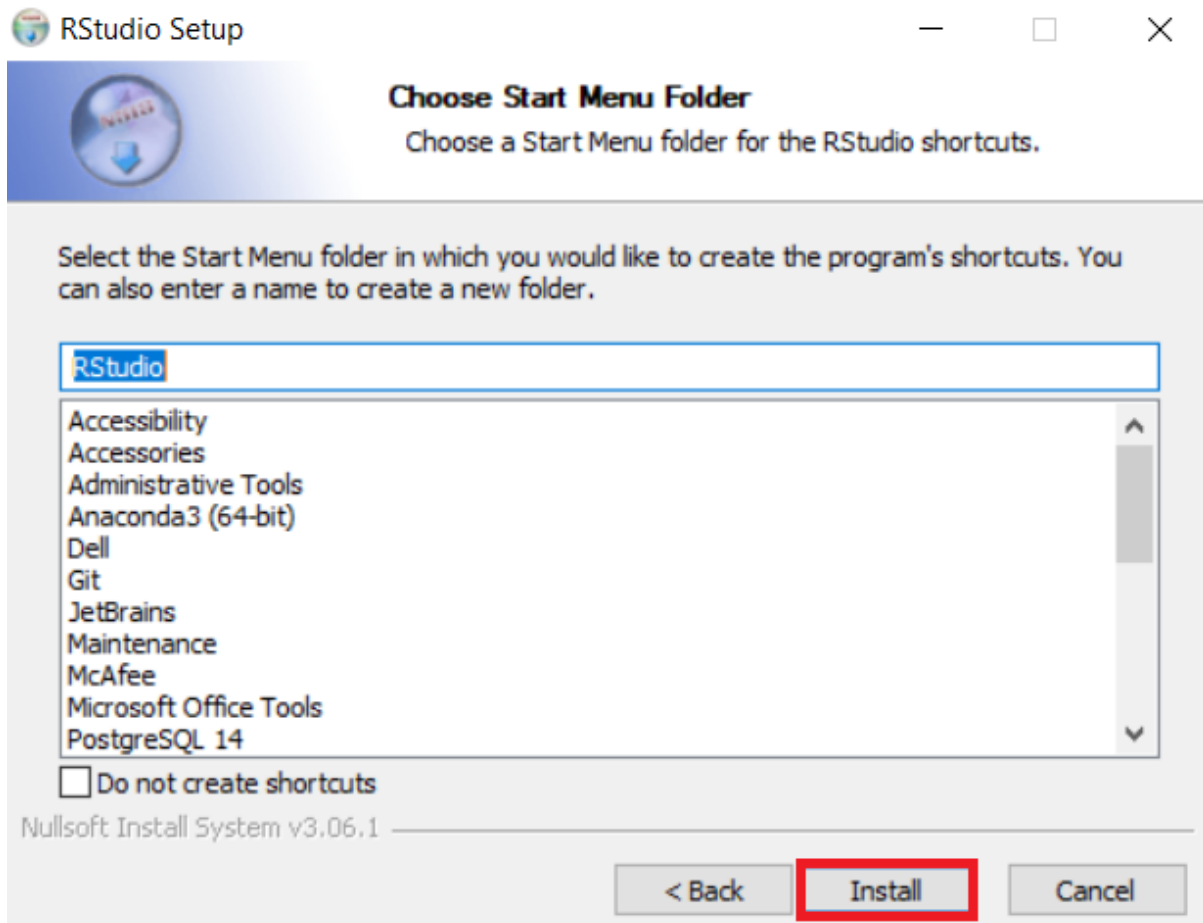 RStudio Setup
Choose Start Menu Folder
Choose a Start Menu folder for the RStudio shortcuts.
Select the Start Menu folder in which you would like to create the program's shortcuts. You
can also enter a name to create a new folder.
RStudio
Accessibility
Accessories
Administrative Tools
Anaconda3 (64-bit)
Dell
Git
JetBrains
Maintenance
McAfee
Microsoft Office Tools
PostgreSQL 14
Do not create shortcuts
Nullsoft Install System v3.06.1
< Back
Install
Cancel